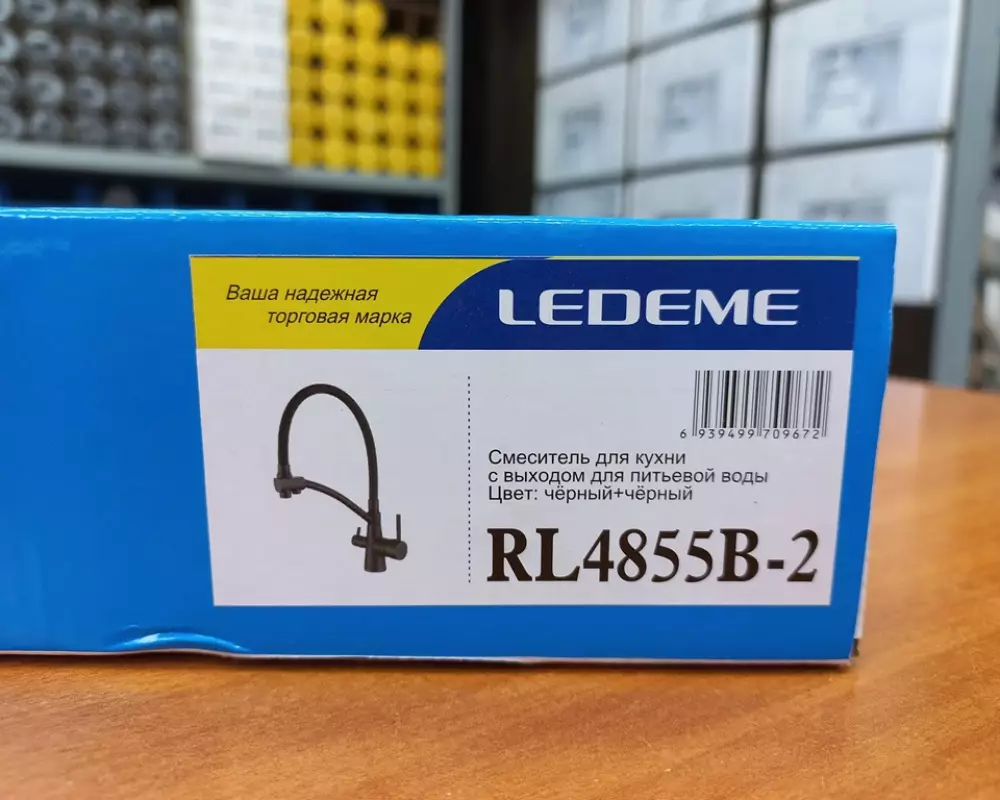 Ваша надежная
торговая марка
LEDEME
6 939499 709672
Смеситель для кухни
с выходом для питьевой воды
Цвет: чёрный+чёрный
RL4855B-2